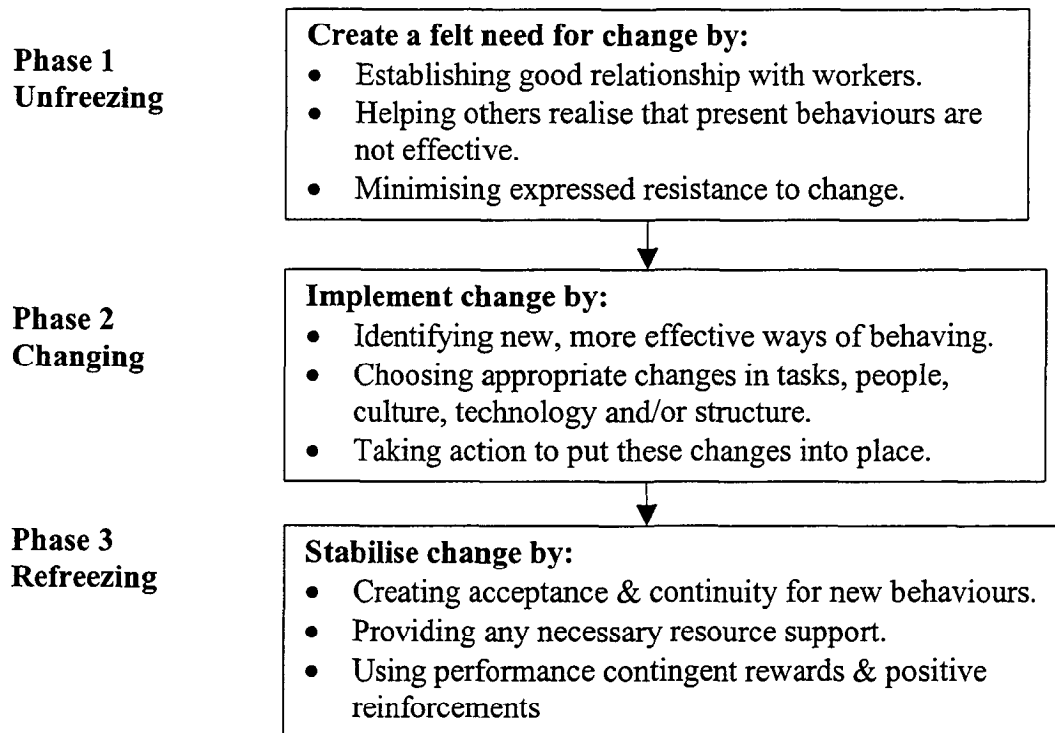 Phase 1
Unfreezing
Create a felt need for change by:
• Establishing good relationship with workers.
• Helping others realise that present behaviours are
not effective.
• Minimising expressed resistance to change.
Phase 2
Changing
Implement change by:
• Identifying new, more effective ways of behaving.
• Choosing appropriate changes in tasks, people,
culture, technology and/or structure.
• Taking action to put these changes into place.
Phase 3
Refreezing
Stabilise change by:
• Creating acceptance & continuity for new behaviours.
• Providing any necessary resource support.
• Using performance contingent rewards & positive
reinforcements